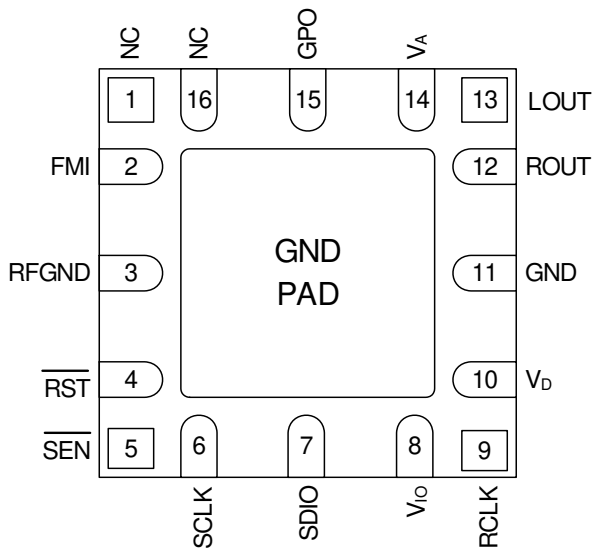 NC
NC
GPO
VA
1
16
15
14
13
LOUT
FMI
2
12
ROUT
GND
PAD
RFGND
3
11
GND
RST
4
10
VD
SEN
5
6
7
8
9
SCLK
SDIO
VIO
RCLK